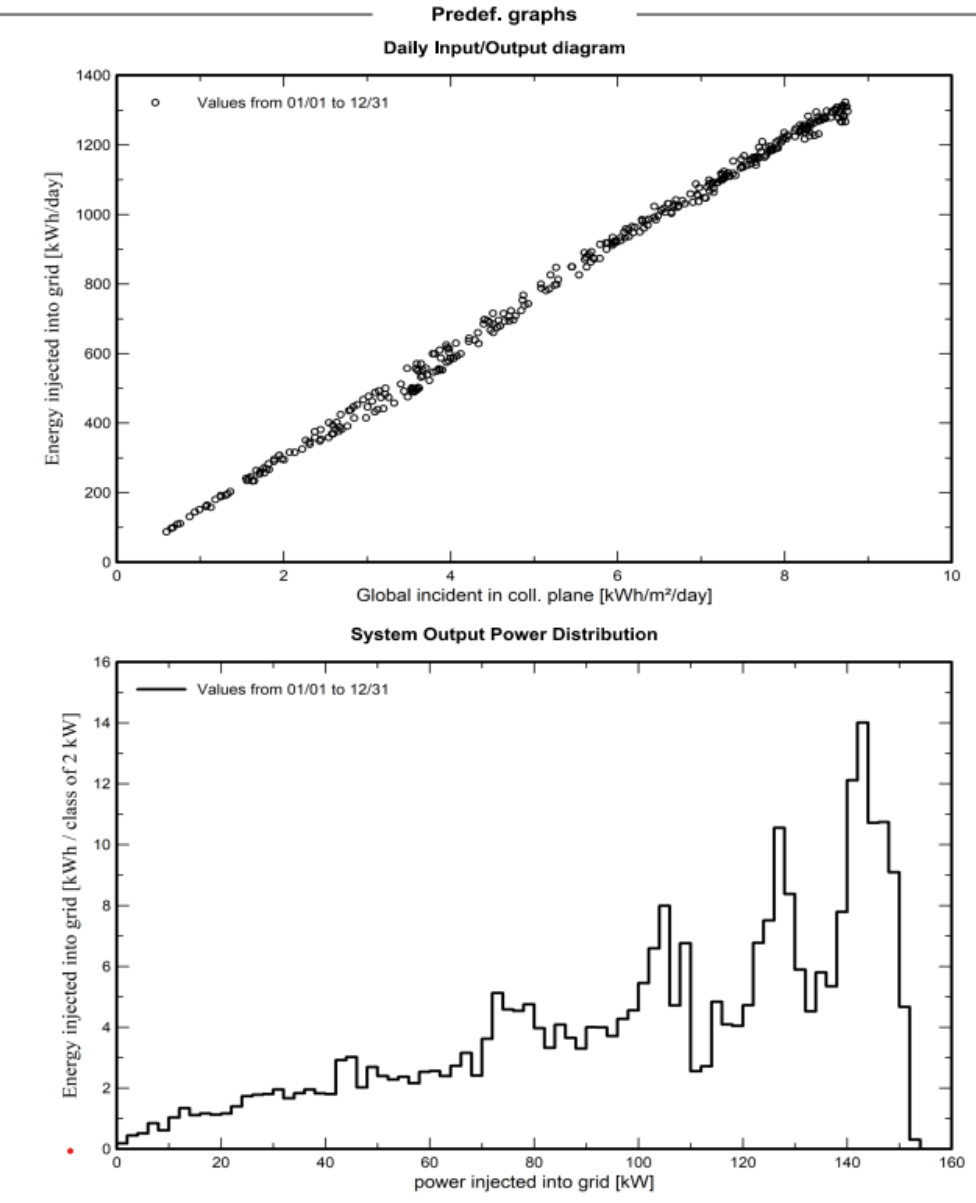 Predef. graphs
Daily Input/Output diagram
1400
1200
1000
800
600
400
200
0
Values from 01/01 to 12/31
Energy injected into grid [kWh/day]
0 2 4 6 8 10
Global incident in coll. plane [kWh/m²/day]
System Output Power Distribution
16
14
12
10
8
6
4
2
0
Values from 01/01 to 12/31
Energy injected into grid [kWh / class of 2 kW]
0 20 40 60 80 100 120 140 160
power injected into grid [kW]